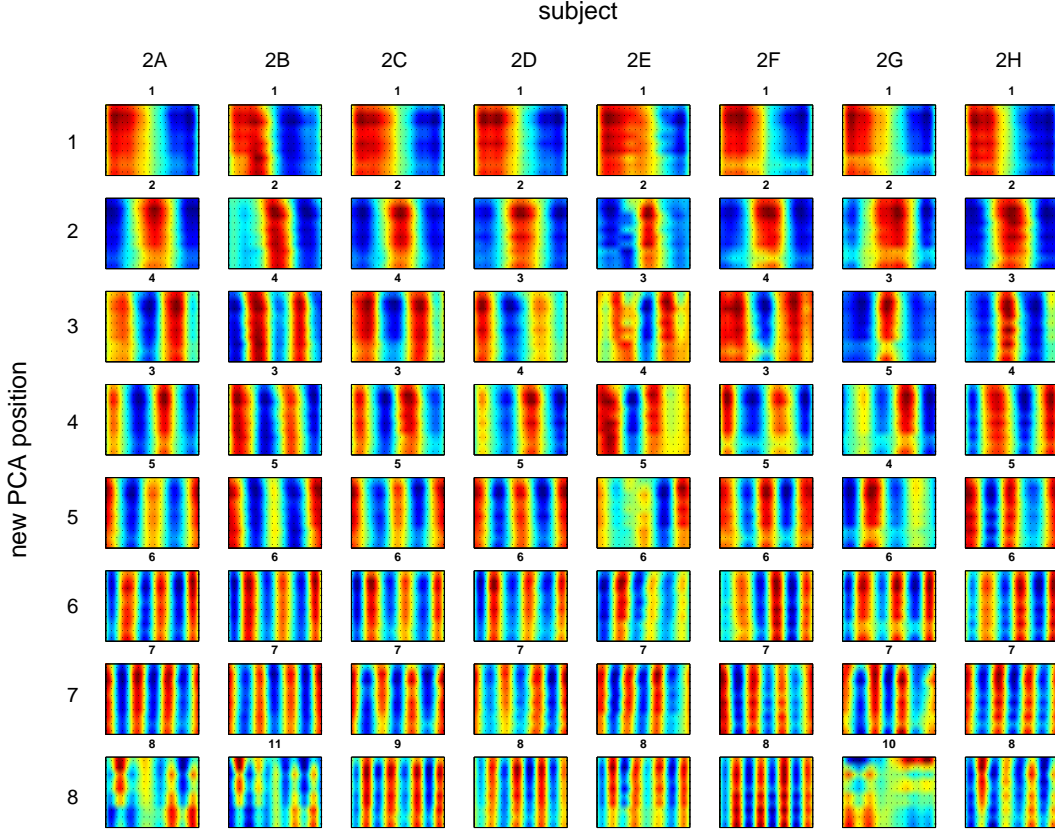 subject
2A 2B 2C 2D 2E 2F 2G 2H
1 1 1 1 1 1 1 1
1
2 2 2 2 2 2 2 2
2
4 4 4 3 3 4 3 3
3
3 3 3 4 4 3 5 4
4
5 5 5 5 5 5 4 5
5
6 6 6 6 6 6 6 6
6
7 7 7 7 7 7 7 7
7
8 11 9 8 8 8 10 8
8
new PCA position